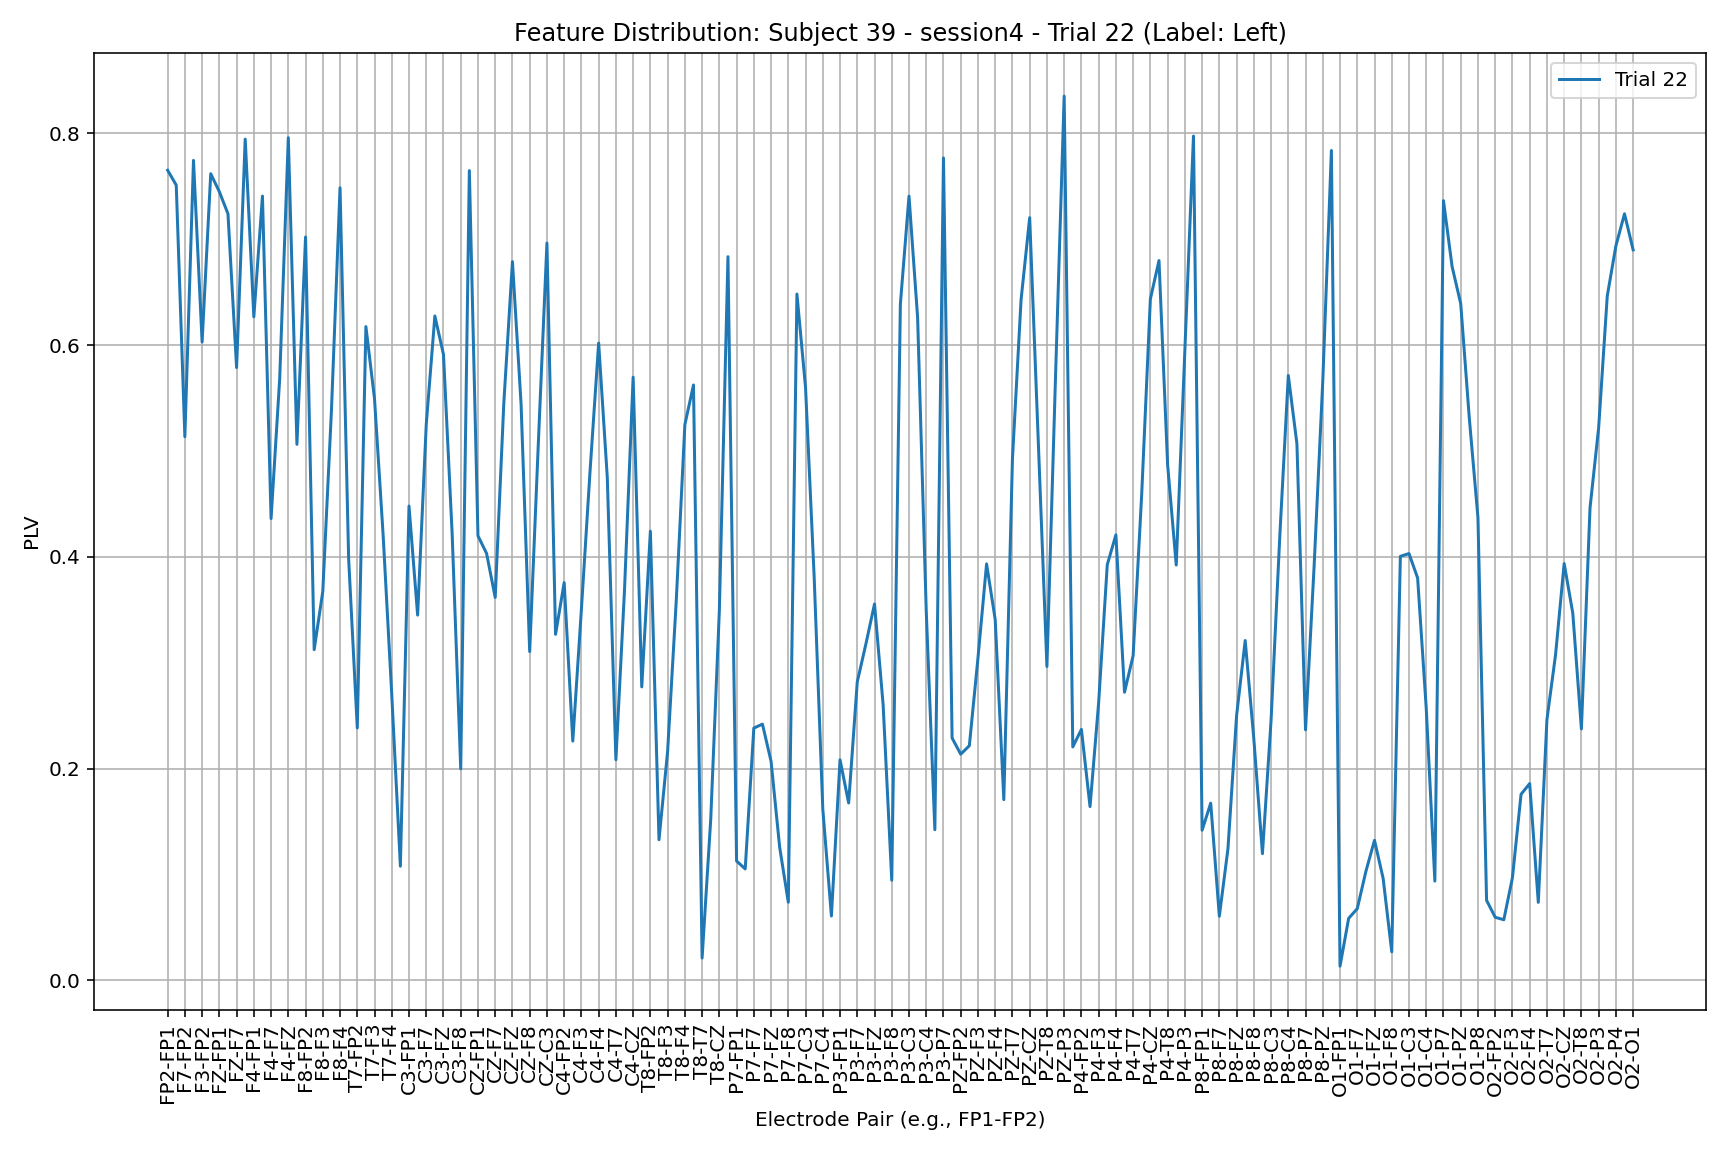 Feature Distribution: Subject 39 - session4 - Trial 22 (Label: Left)
Trial 22
PLV
0.8
0.6
0.4
0.2
0.0
FP2-FP1
F7-FP2
F3-FP2
FZ-FP1
FZ-F7
F4-FP1
F4-F7
F4-FZ
F8-FP2
F8-F3
F8-F4
T7-FP2
T7-F3
T7-F4
C3-FP1
C3-F7
C3-FZ
C3-F8
CZ-FP1
CZ-F7
CZ-FZ
CZ-F8
CZ-C3
C4-FP2
C4-F3
C4-F4
C4-T7
C4-CZ
T8-FP2
T8-F3
T8-F4
T8-T7
T8-CZ
P7-FP1
P7-F7
P7-FZ
P7-F8
P7-C3
P7-C4
P3-FP1
P3-F7
P3-FZ
P3-F8
P3-C3
P3-C4
P3-P7
PZ-FP2
PZ-F3
PZ-F4
PZ-T7
PZ-CZ
PZ-T8
PZ-P3
P4-FP2
P4-F3
P4-F4
P4-T7
P4-CZ
P4-T8
P4-P3
P8-FP1
P8-F7
P8-FZ
P8-F8
P8-C3
P8-C4
P8-P7
P8-PZ
O1-FP1
O1-F7
O1-FZ
O1-F8
O1-C3
O1-C4
O1-P7
O1-PZ
O1-P8
O2-FP2
O2-F3
O2-F4
O2-T7
O2-CZ
O2-T8
O2-P3
O2-P4
O2-O1
Electrode Pair (e.g., FP1-FP2)